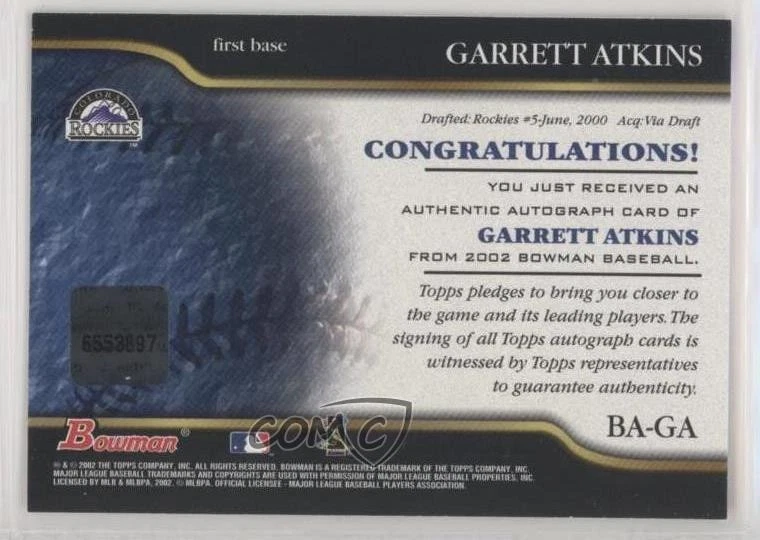 first base
GARRETT ATKINS
COLORADO
ROCKIES
TM
Drafted: Rockies #5-June, 2000 Acq: Via Draft
CONGRATULATIONS!
YOU JUST RECEIVED AN
AUTHENTIC AUTOGRAPH CARD OF
GARRETT ATKINS
FROM 2002 BOWMAN BASEBALL.
Topps pledges to bring you closer to
the game and its leading players. The
signing of all Topps autograph cards is
witnessed by Topps representatives
to guarantee authenticity.
6553897
Bowman®
COMC
BA-GA
® & © 2002 THE TOPPS COMPANY, INC. ALL RIGHTS RESERVED. BOWMAN IS A REGISTERED TRADEMARK OF THE TOPPS COMPANY, INC.
MAJOR LEAGUE BASEBALL TRADEMARKS AND COPYRIGHTS ARE USED WITH PERMISSION OF MAJOR LEAGUE BASEBALL PROPERTIES, INC.
LICENSED BY MLB & MLBPA, 2002. © MLBPA. OFFICIAL LICENSEE - MAJOR LEAGUE BASEBALL PLAYERS ASSOCIATION.